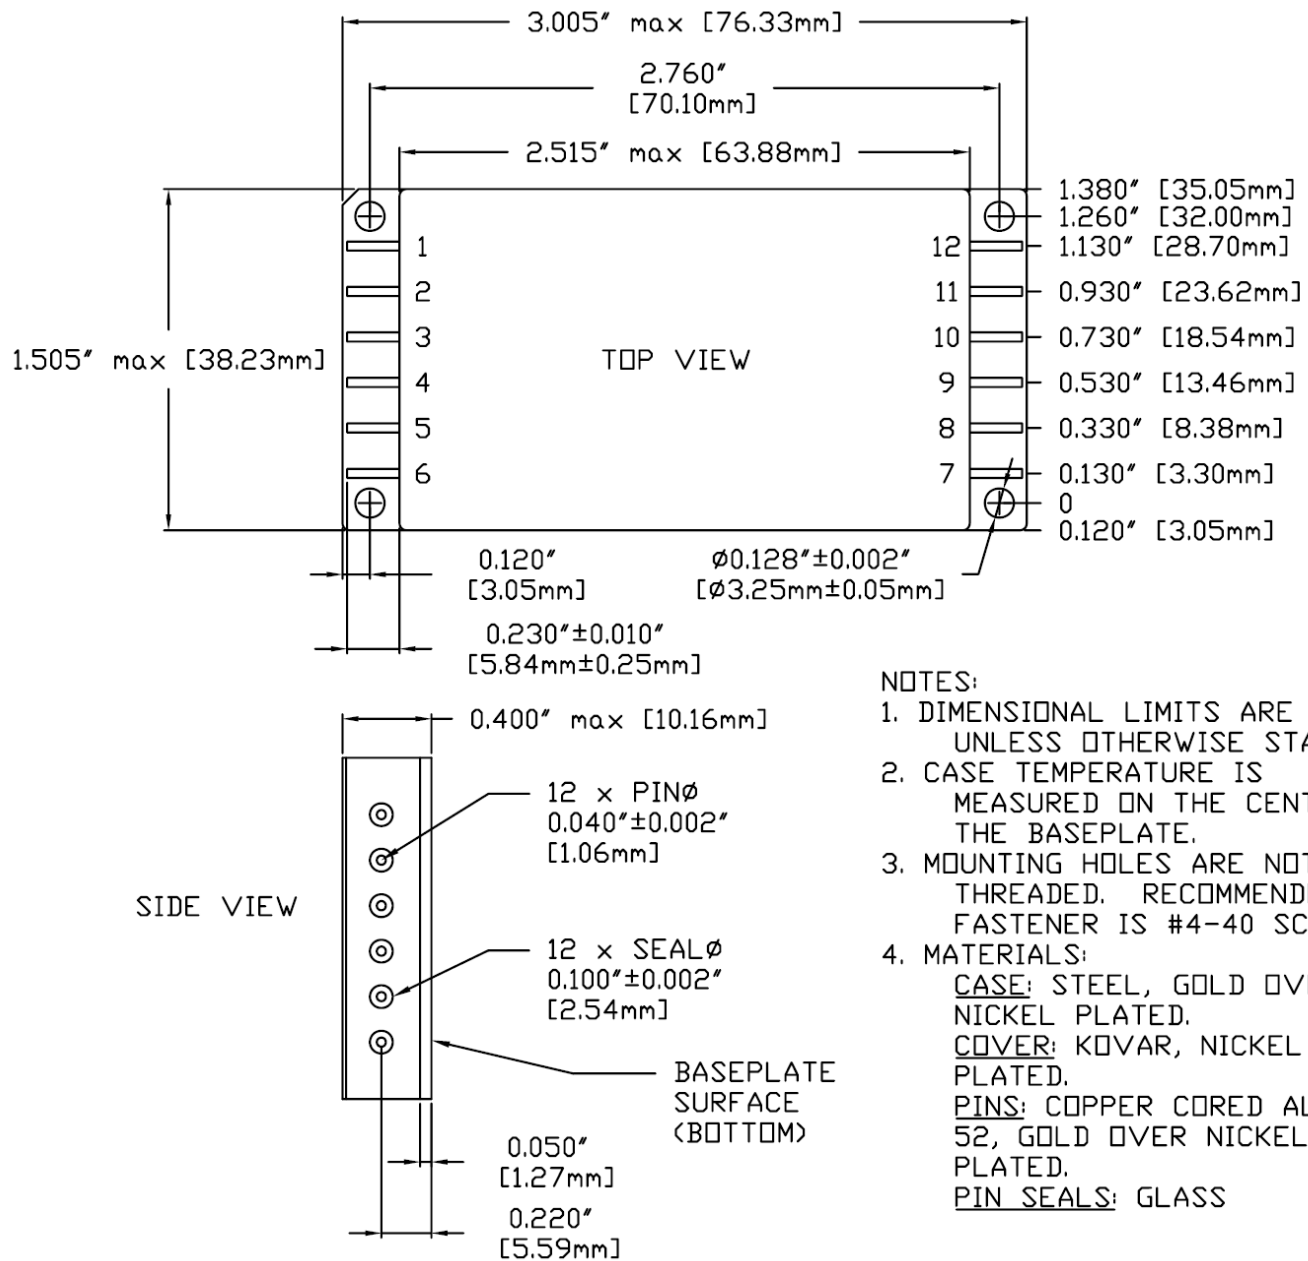 3.005" max [76.33mm]
2.760"
[70.10mm]
2.515" max [63.88mm]
1.380" [35.05mm]
1.260" [32.00mm]
1.130" [28.70mm]
0.930" [23.62mm]
0.730" [18.54mm]
0.530" [13.46mm]
0.330" [8.38mm]
0.130" [3.30mm]
0
0.120" [3.05mm]
1
2
3
4
5
6
12
11
10
9
8
7
1.505" max [38.23mm]
TOP VIEW
0.120"
[3.05mm]
Ø0.128"±0.002"
[Ø3.25mm±0.05mm]
0.230"±0.010"
[5.84mm±0.25mm]
0.400" max [10.16mm]
12 x PINØ
0.040"±0.002"
[1.06mm]
SIDE VIEW
12 x SEALØ
0.100"±0.002"
[2.54mm]
BASEPLATE
SURFACE
(BOTTOM)
0.050"
[1.27mm]
0.220"
[5.59mm]
NOTES:
1. DIMENSIONAL LIMITS ARE
UNLESS OTHERWISE
2. CASE TEMPERATURE IS
MEASURED ON THE
THE BASEPLATE.
3. MOUNTING HOLES ARE NOT
THREADED. 
FASTENER IS #4-40
4. MATERIALS:
CASE: STEEL, GOLD
NICKEL PLATED.
COVER: KOVAR, NICKEL
PLATED.
PINS: COPPER CORED
52, GOLD OVER NICKEL
PLATED.
PIN SEALS: GLASS